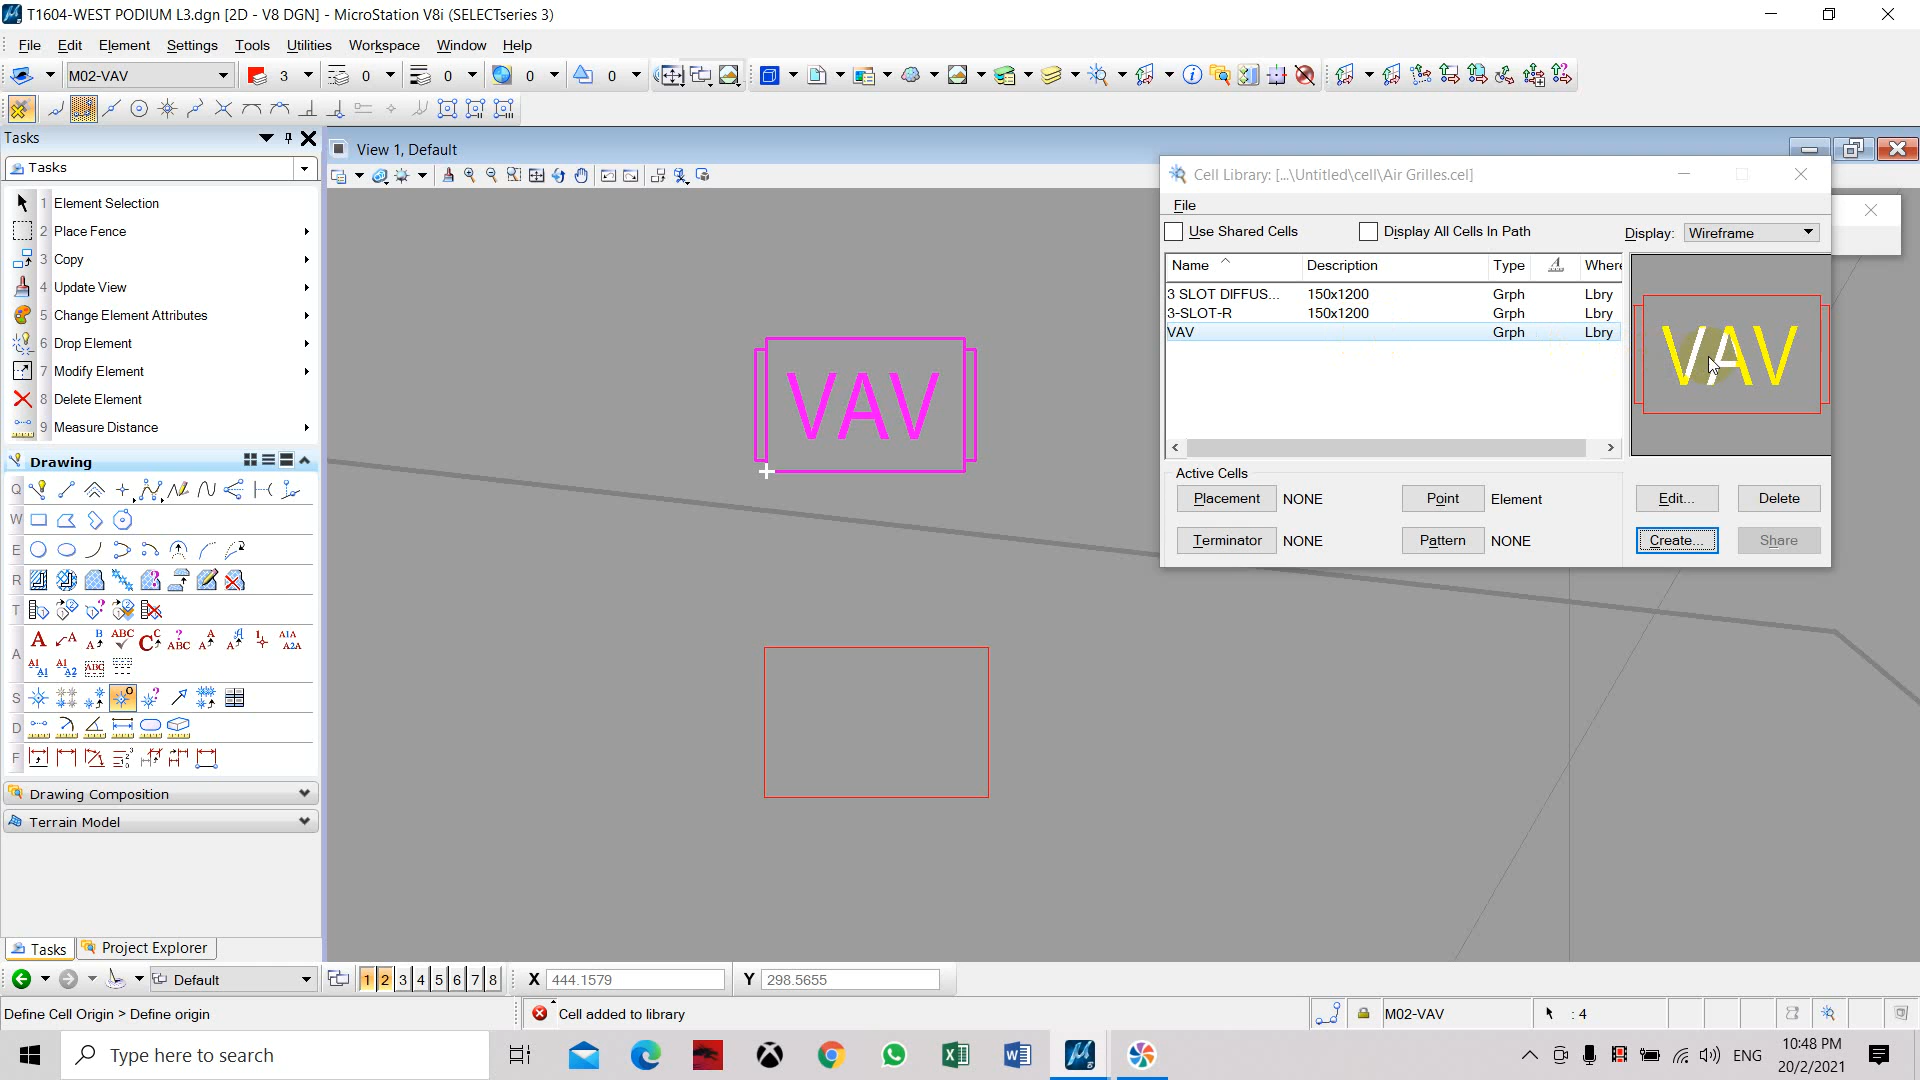 T1604-WEST PODIUM L3.dgn [2D - V8 DGN] - MicroStation V8i (SELECTseries 3)
File Edit Element Settings Tools Utilities Workspace Window Help
M02-VAV 3 0 0 0 0
Tasks
View 1, Default
Tasks
1 Element Selection
2 Place Fence
3 Copy
4 Update View
5 Change Element Attributes
6 Drop Element
7 Modify Element
8 Delete Element
9 Measure Distance
Drawing
Q
W
E
R
T
A
S
D
F
Drawing Composition
Terrain Model
Tasks Project Explorer
VAV
Cell Library: [...\Untitled\cell\Air Grilles.cel]
File
Use Shared Cells Display All Cells In Path Display: Wireframe
Name Description Type Where
3 SLOT DIFFUS... 150x1200 Grph Lbry
3-SLOT-R 150x1200 Grph Lbry
VAV Grph Lbry
VAV
Active Cells
Placement NONE Point Element Edit... Delete
Terminator NONE Pattern NONE Create... Share
Default 1 2 3 4 5 6 7 8 X 444.1579 Y 298.5655
Define Cell Origin > Define origin Cell added to library M02-VAV : 4
Type here to search ENG 10:48 PM
20/2/2021